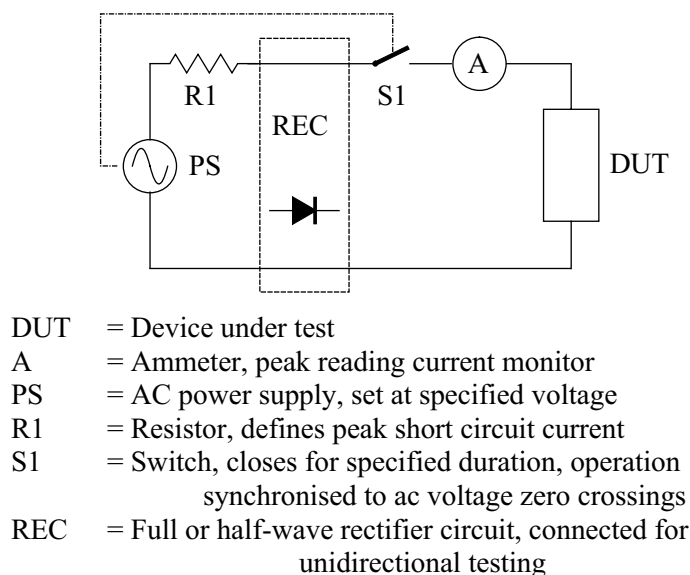 A
R1
S1
REC
PS
DUT
DUT = Device under test
A = Ammeter, peak reading current monitor
PS = AC power supply, set at specified voltage
R1 = Resistor, defines peak short circuit current
S1 = Switch, closes for specified duration, operation
synchronised to ac voltage zero crossings
REC = Full or half-wave rectifier circuit, connected for
unidirectional testing